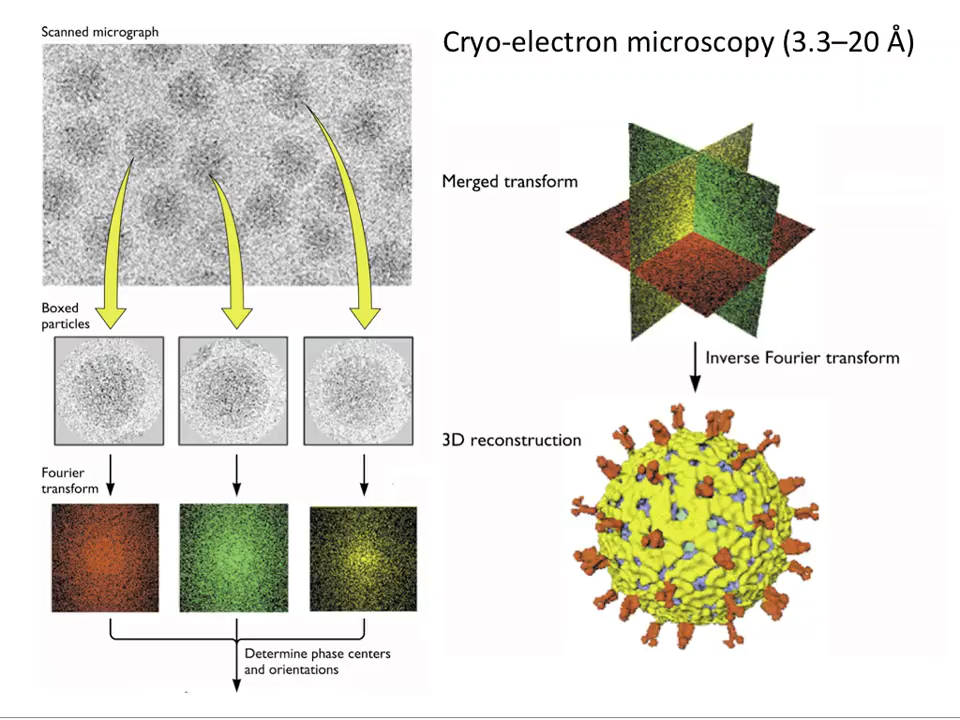 Scanned micrograph
Cryo-electron microscopy (3.3–20 Å)
Merged transform
Boxed
particles
Inverse Fourier transform
3D reconstruction
Fourier
transform
Determine phase centers
and orientations